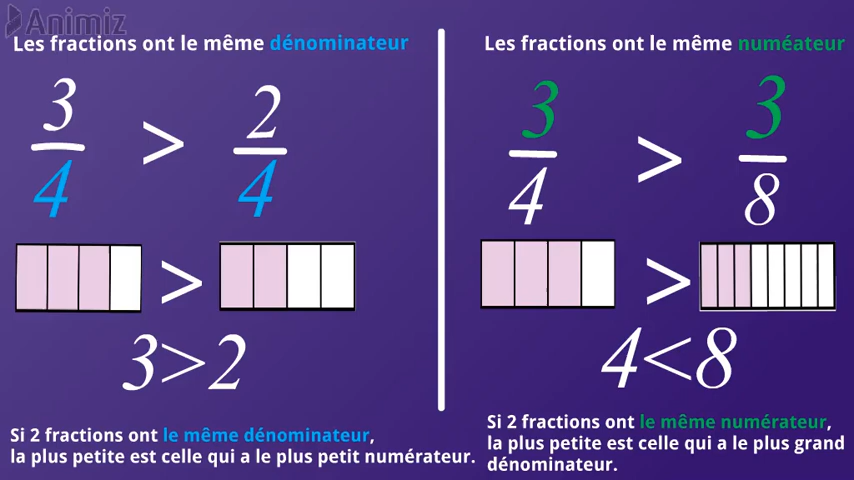 Animiz
Les fractions ont le même dénominateur
3/4 > 2/4
>
3>2
Si 2 fractions ont le même dénominateur,
la plus petite est celle qui a le plus petit numérateur.
Les fractions ont le même numéateur
3/4 > 3/8
>
4<8
Si 2 fractions ont le même numérateur,
la plus petite est celle qui a le plus grand
dénominateur.